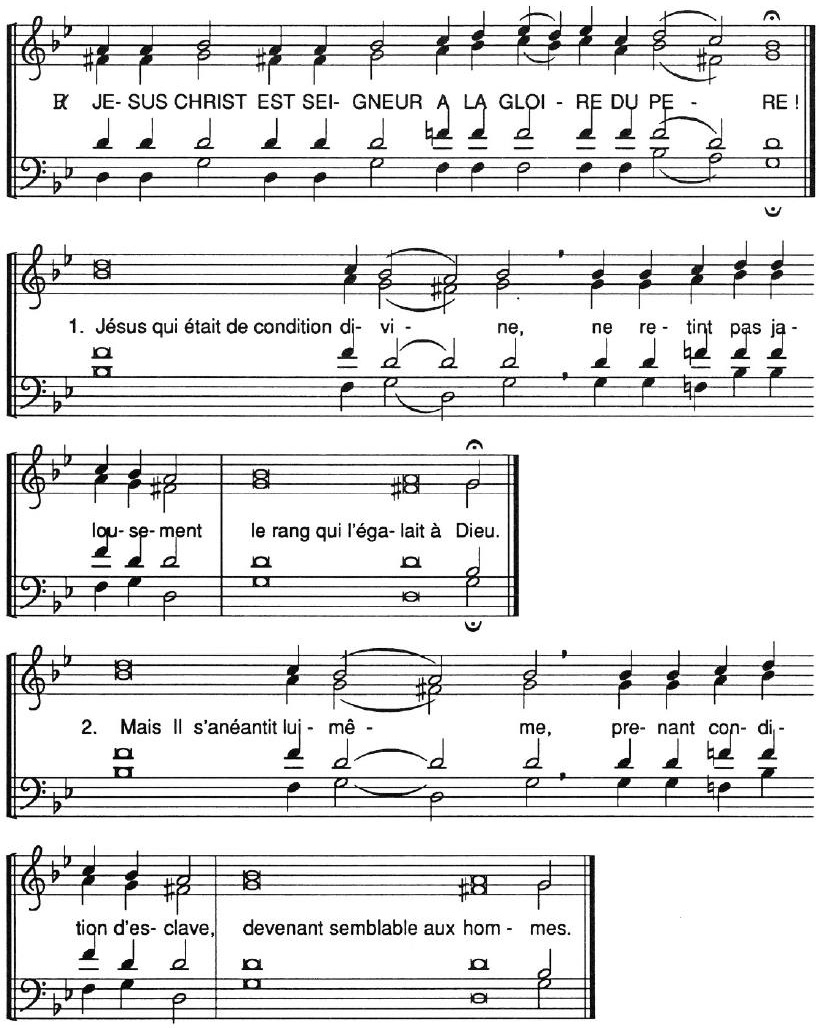 ℟ JE- SUS CHRIST EST SEI- GNEUR A LA GLOI - RE DU PE - RE !
1. Jésus qui était de condition di- vi - ne, ne re- tint pas ja-
lou- se- ment le rang qui l'éga- lait à Dieu.
2. Mais Il s'anéantit lui- mê - me, pre- nant con- di-
tion d'es- clave, devenant semblable aux hom - mes.